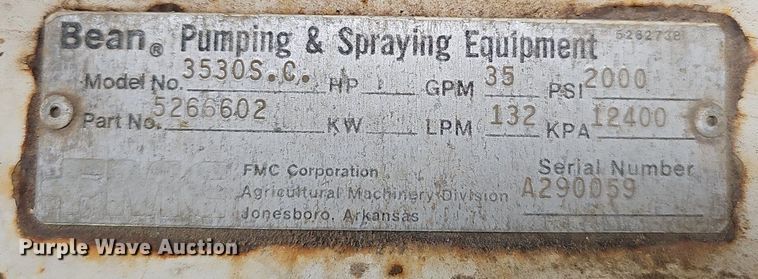 5262738
Bean® Pumping & Spraying Equipment
Model No. 3530S.C. HP GPM 35 PSI 2000
Part No. 5266602 KW LPM 132 KPA 12400
FMC Corporation Serial Number
Agricultural Machinery Division A290059
Jonesboro, Arkansas
Purple Wave Auction